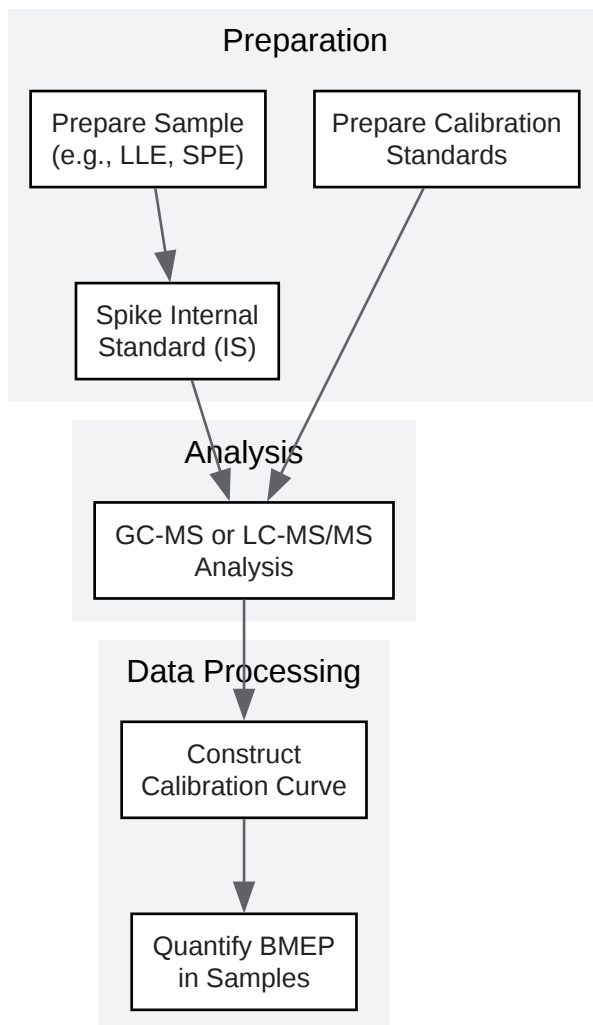 Preparation
Prepare Sample
(e.g., LLE, SPE)
Prepare Calibration
Standards
Spike Internal
Standard (IS)
Analysis
GC-MS or LC-MS/MS
Analysis
Data Processing
Construct
Calibration Curve
Quantify BMEP
in Samples